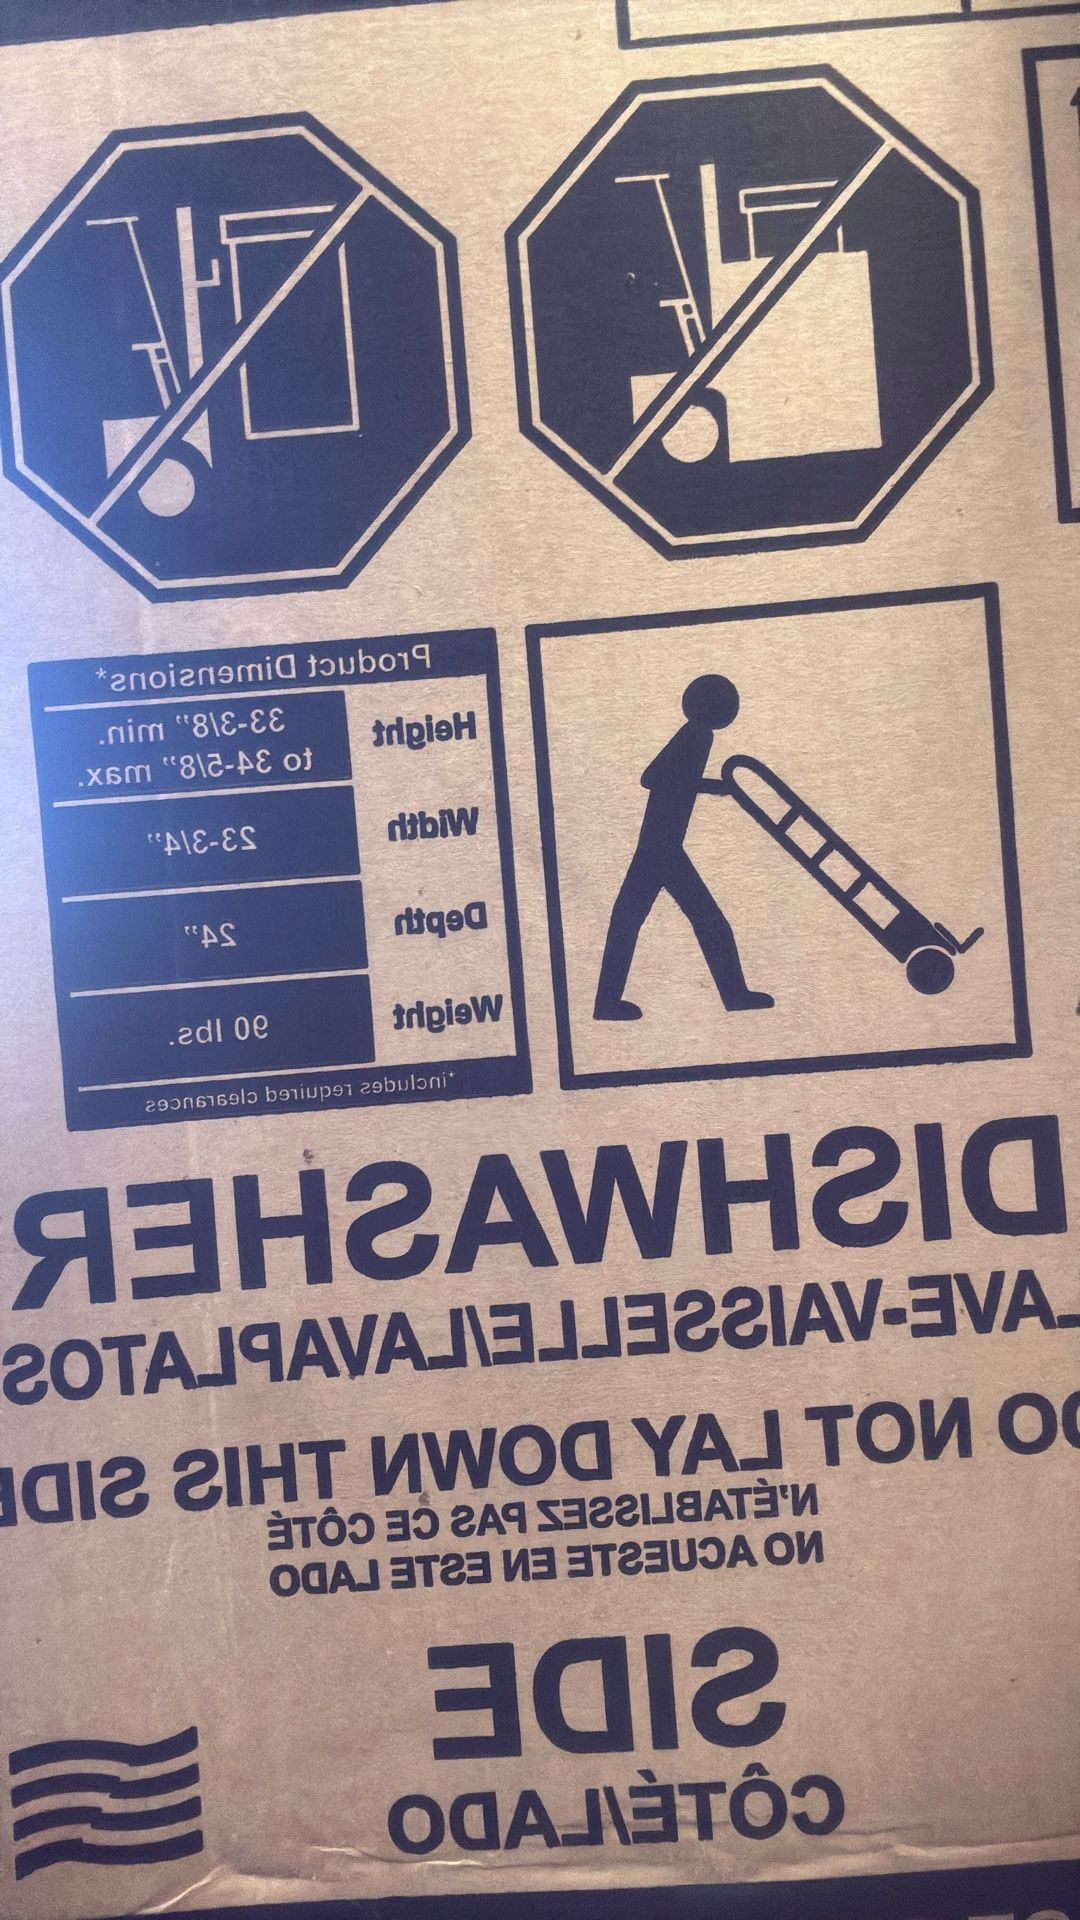 Product Dimensions*
Height 33-3/8" min.
to 34-5/8" max.
Width 23-3/4"
Depth 24"
Weight 90 lbs.
*includes required clearances
DISHWASHER
LAVE-VAISSELLE/LAVAPLATOS
DO NOT LAY DOWN THIS SIDE
N'ÉTABLISSEZ PAS CE CÔTÉ
NO ACUESTE EN ESTE LADO
SIDE
CÔTÉ/LADO